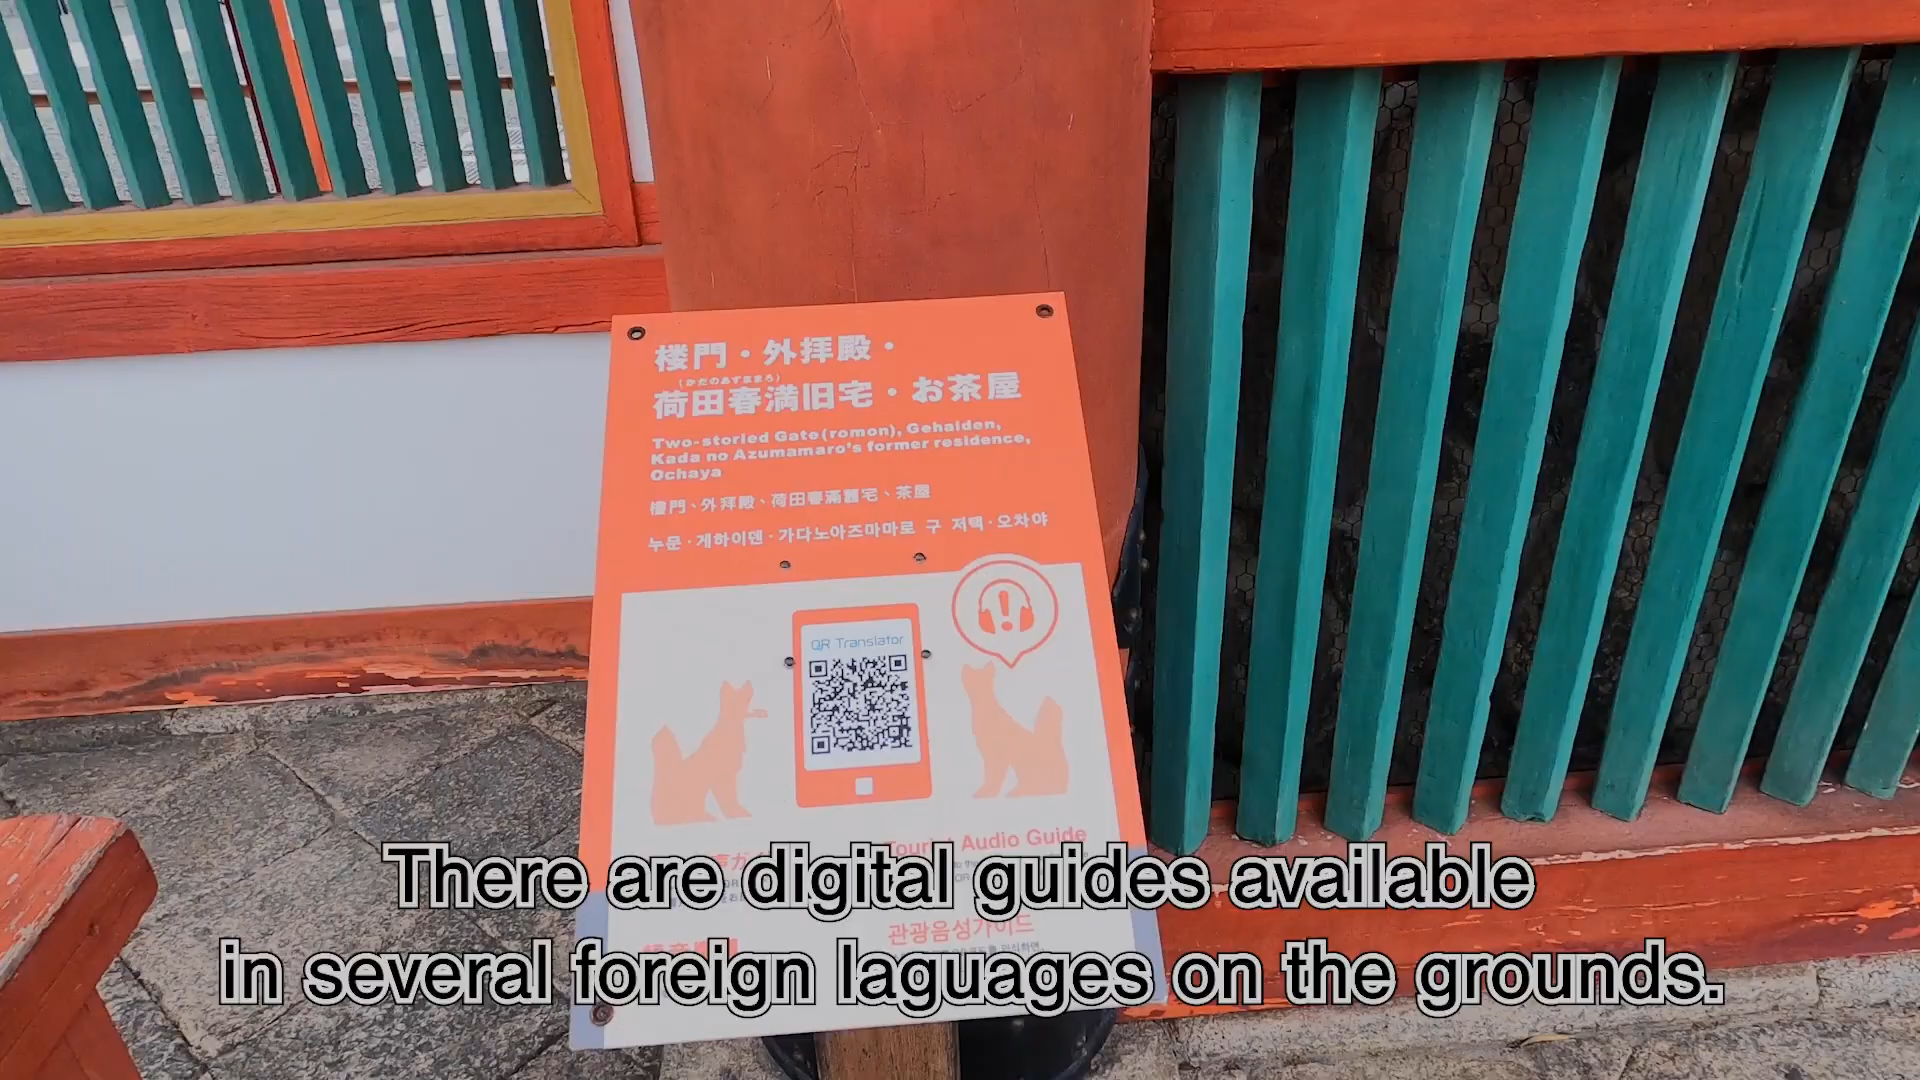 楼門・外拝殿・
(かだのあずままろ)
荷田春満旧宅・お茶屋
Two-storied Gate(romon), Gehaiden,
Kada no Azumamaro's former residence,
Ochaya
樓門、外拜殿、荷田春滿舊宅、茶屋
누문·게하이덴·가다노아즈마마로 구 저택·오차야
QR Translator
Tourist Audio Guide
관광음성가이드
There are digital guides available
in several foreign laguages on the grounds.